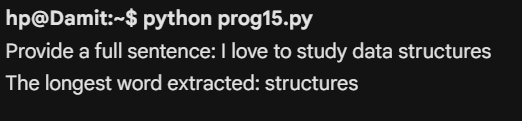 hp@Damit:~$ python prog15.py
Provide a full sentence: I love to study data structures
The longest word extracted: structures